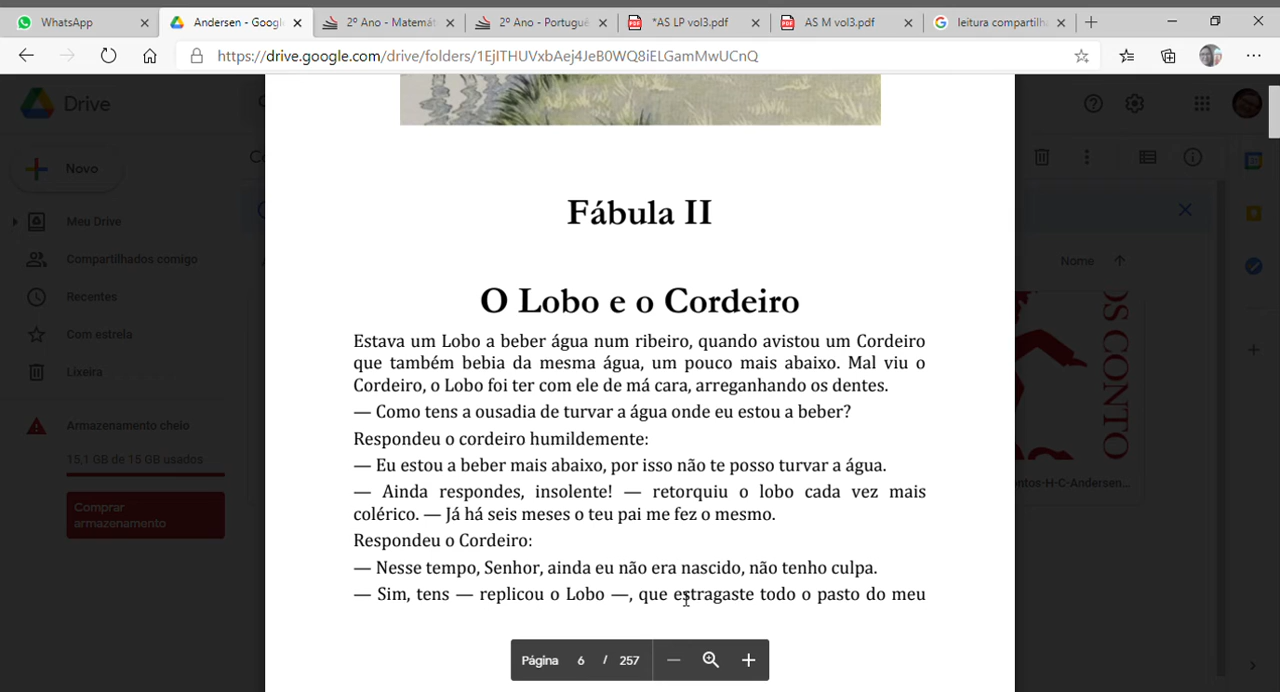 WhatsApp
Andersen - Google
2º Ano - Matemát
2º Ano - Portugu
*AS LP vol3.pdf
AS M vol3.pdf
leitura compartilh
https://drive.google.com/drive/folders/1EjITHUVxbAej4JeB0WQ8iELGamMwUCnQ
Drive
Novo
Meu Drive
Compartilhados comigo
Recentes
Com estrela
Lixeira
Armazenamento cheio
15,1 GB de 15 GB usados
Comprar
armazenamento
Nome
OS CONTO
ntos-H-C-Andersen...
Fábula II
O Lobo e o Cordeiro
Estava um Lobo a beber água num ribeiro, quando avistou um Cordeiro
que também bebia da mesma água, um pouco mais abaixo. Mal viu o
Cordeiro, o Lobo foi ter com ele de má cara, arreganhando os dentes.
— Como tens a ousadia de turvar a água onde eu estou a beber?
Respondeu o cordeiro humildemente:
— Eu estou a beber mais abaixo, por isso não te posso turvar a água.
— Ainda respondes, insolente! — retorquiu o lobo cada vez mais
colérico. — Já há seis meses o teu pai me fez o mesmo.
Respondeu o Cordeiro:
— Nesse tempo, Senhor, ainda eu não era nascido, não tenho culpa.
— Sim, tens — replicou o Lobo —, que estragaste todo o pasto do meu
Página 6 / 257